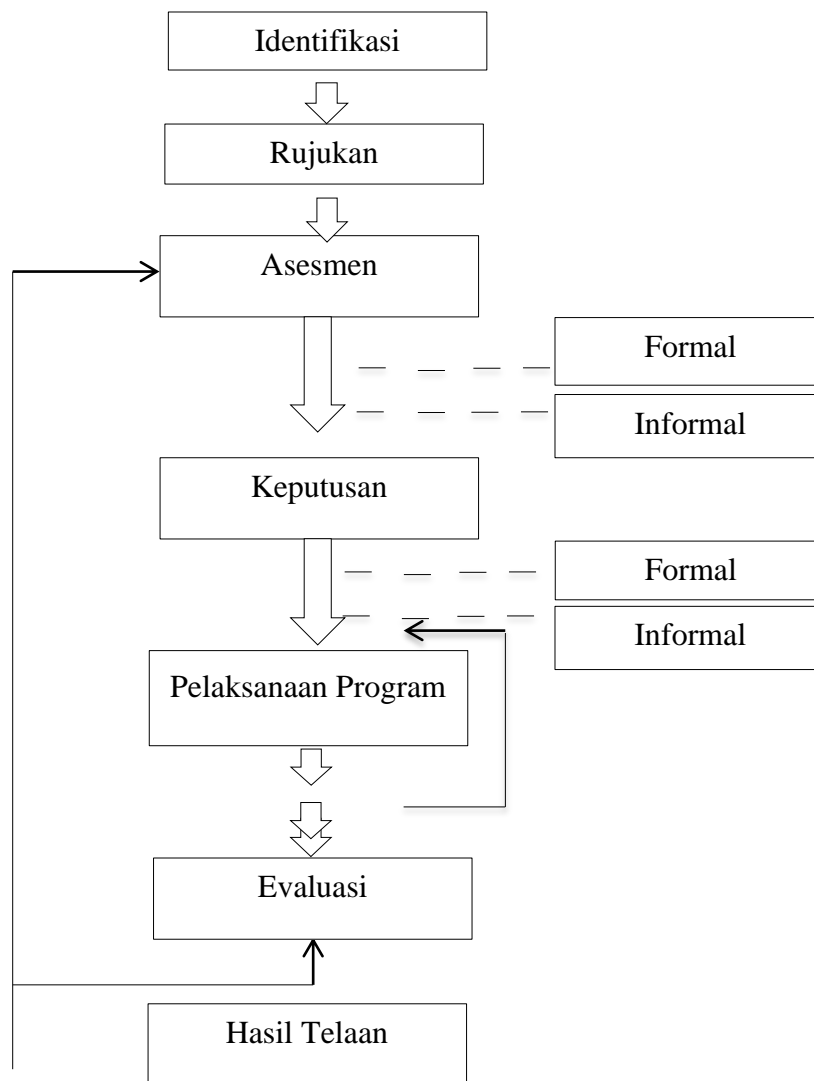 Identifikasi
Rujukan
Asesmen
Formal
Informal
Keputusan
Formal
Informal
Pelaksanaan Program
Evaluasi
Hasil Telaan